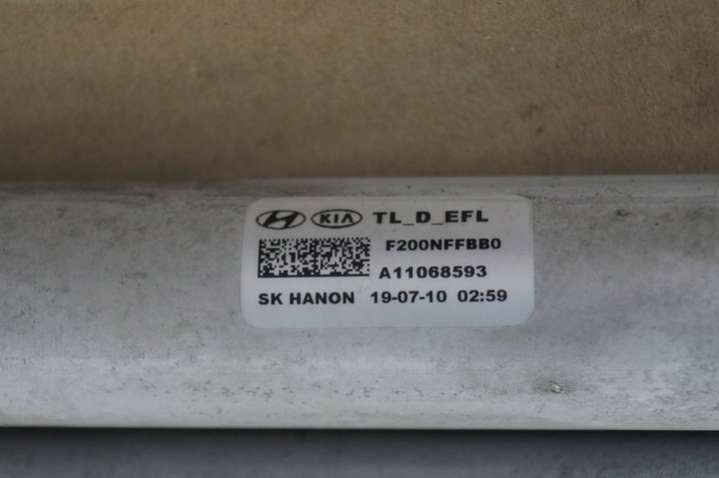 KIA TL_D_EFL
F200NFFBB0
A11068593
SK HANON 19-07-10 02:59